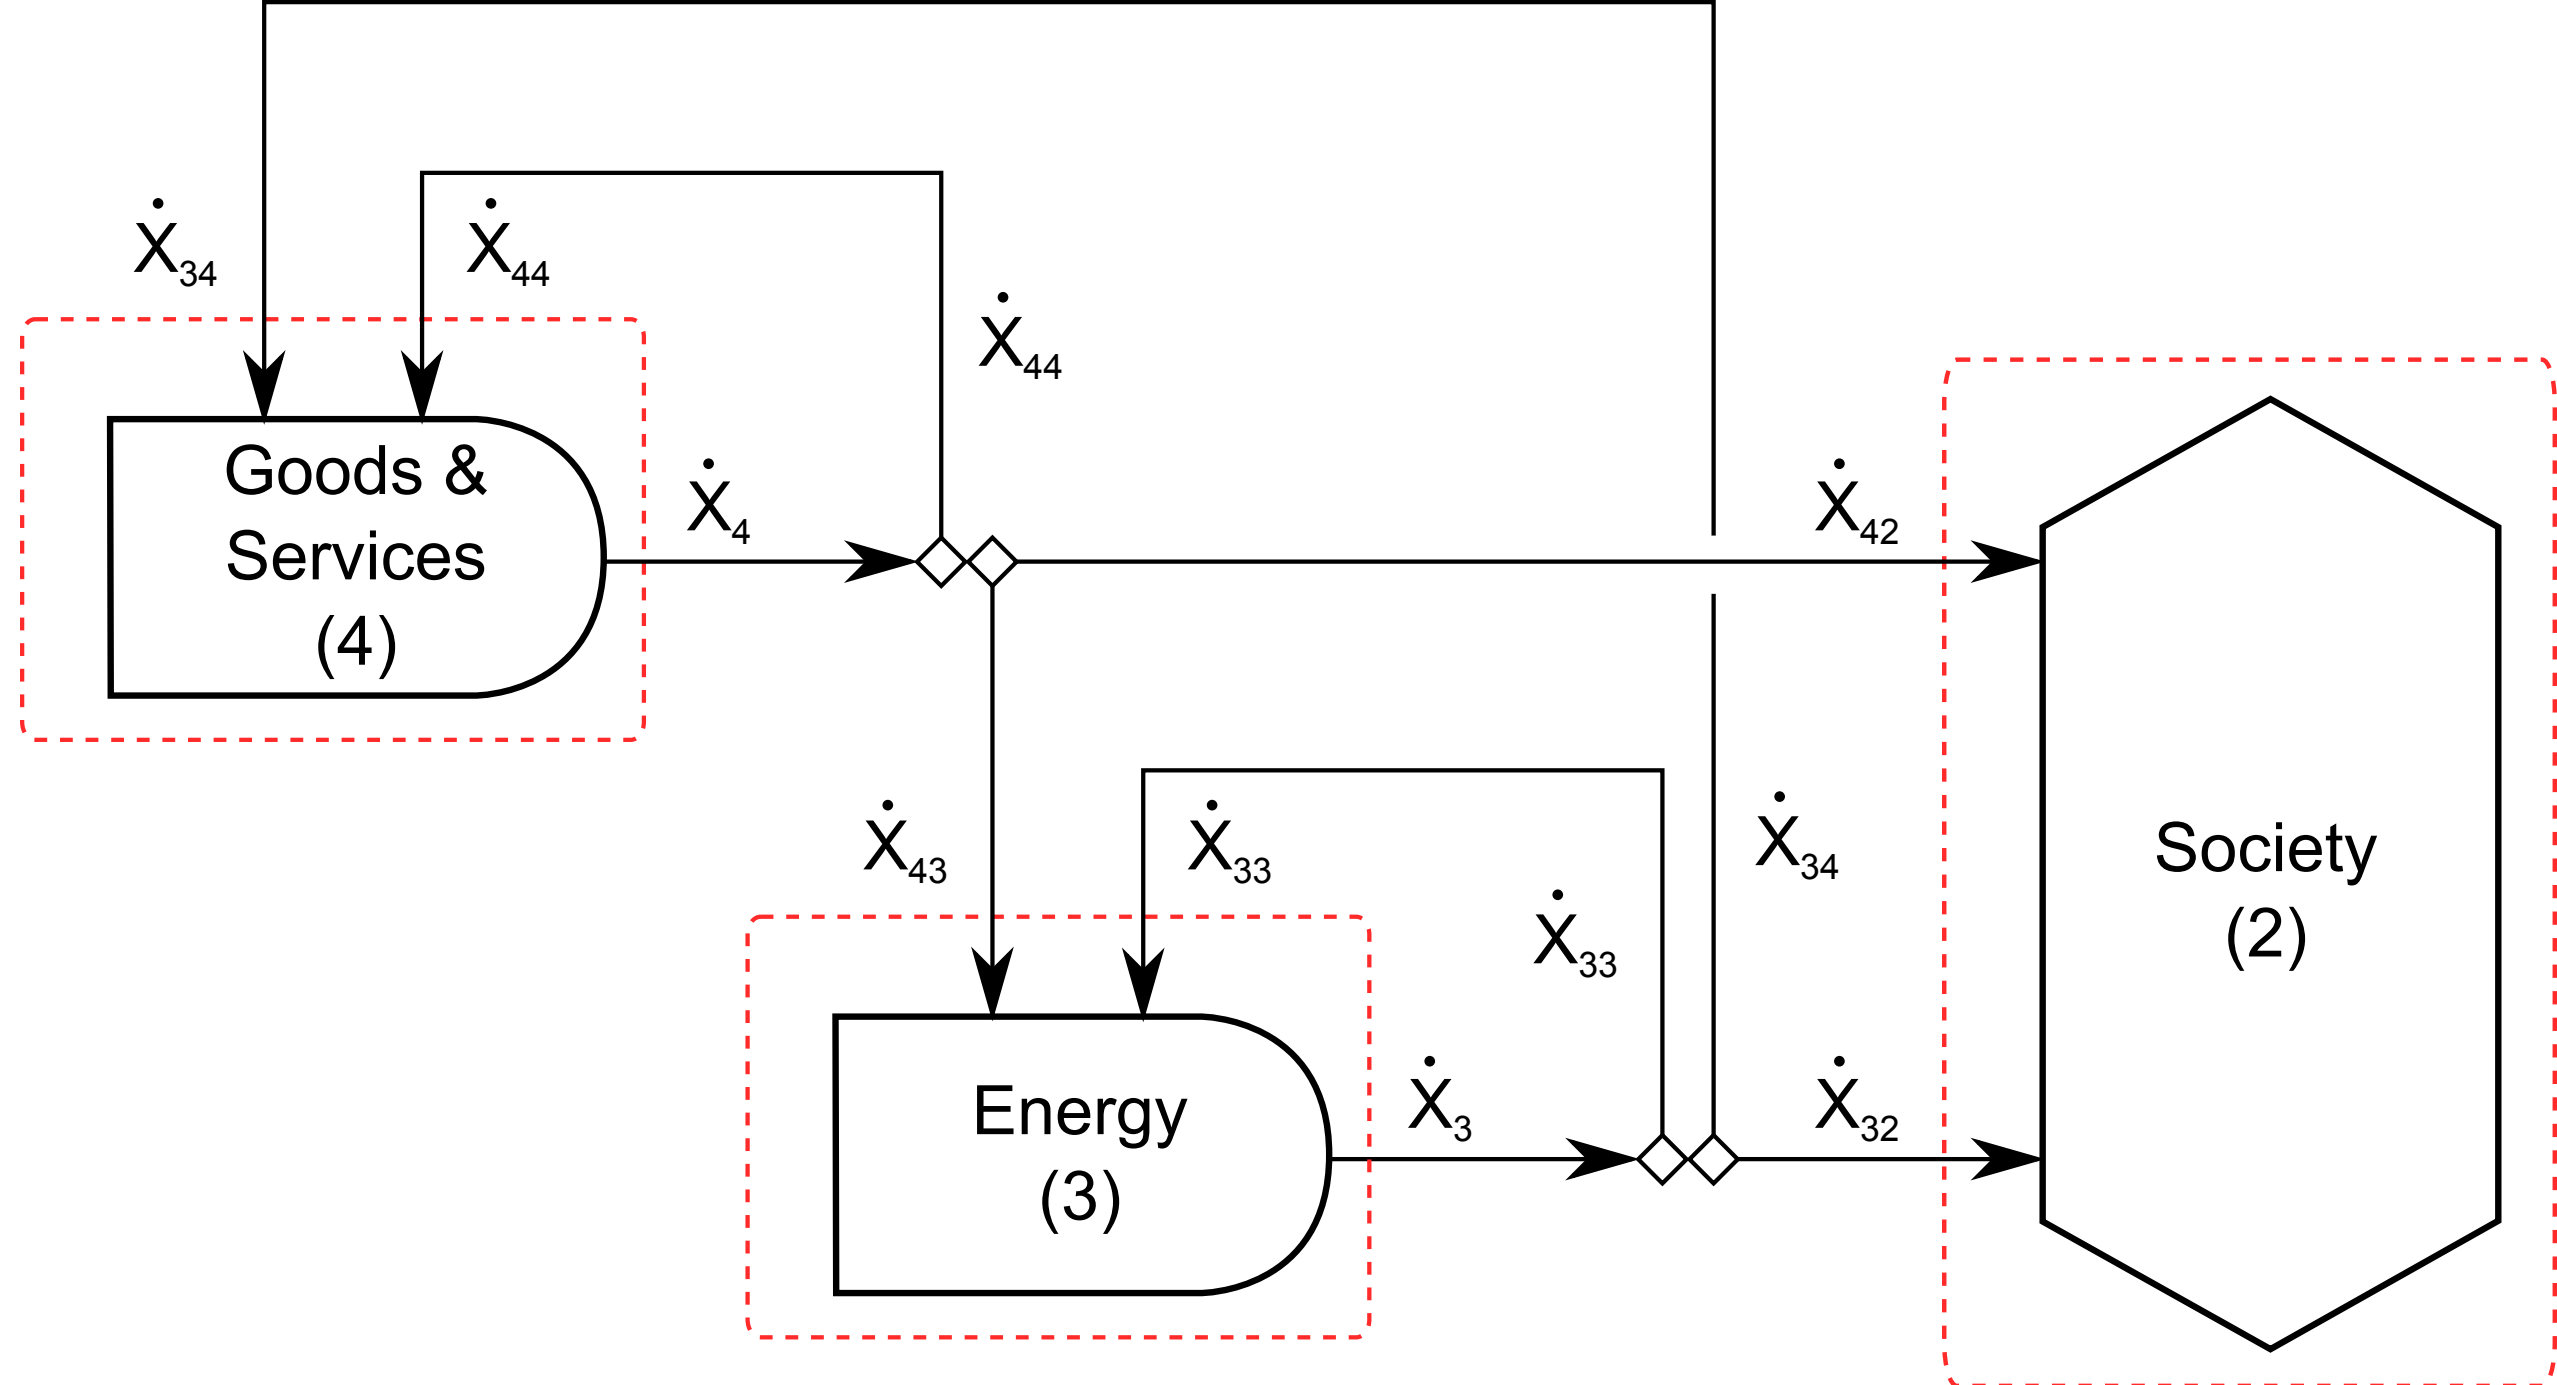 Ẋ34
Ẋ44
Ẋ44
Goods &
Services
(4)
Ẋ4
Ẋ42
Ẋ43
Ẋ33
Ẋ33
Ẋ34
Society
(2)
Energy
(3)
Ẋ3
Ẋ32